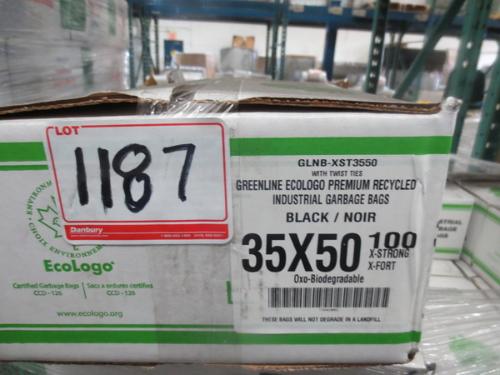 LOT
1187
Danbury
GLNB-XST3550
WITH TWIST TIES
GREENLINE ECOLOGO PREMIUM RECYCLED
INDUSTRIAL GARBAGE BAGS
BLACK / NOIR
35X50 100
X-STRONG
X-FORT
Oxo-Biodegradable
THESE BAGS WILL NOT DEGRADE IN A LANDFILL
EcoLogo
Certified Garbage Bags
CCD - 126
Sacs a ordures certifies
CCD - 126
www.ecologo.org